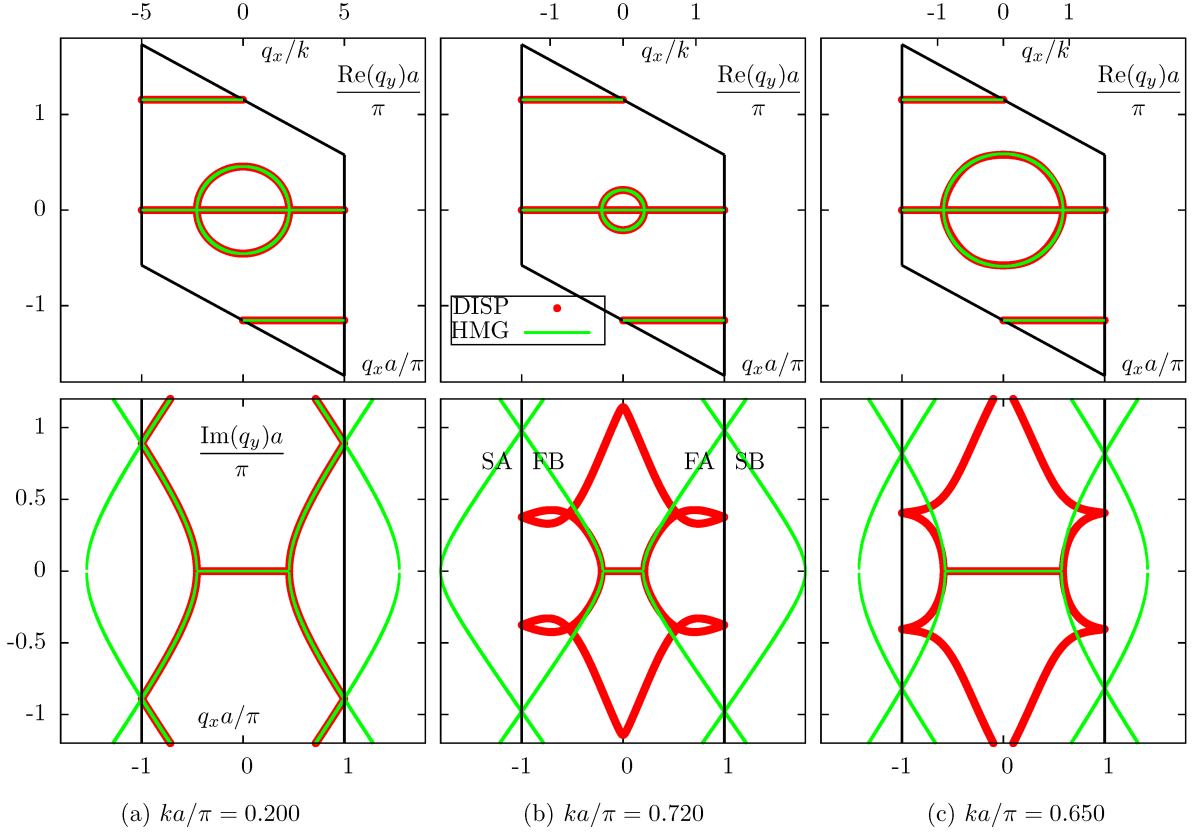 -5 0 5 -1 0 1 -1 0 1
q_x/k q_x/k q_x/k
Re(q_y)a/π Re(q_y)a/π Re(q_y)a/π
1
0
-1
DISP
HMG
q_xa/π q_xa/π
1
Im(q_y)a/π
SA FB FA SB
0.5
0
-0.5
-1
q_xa/π
-1 0 1 -1 0 1 -1 0 1
(a) ka/π = 0.200 (b) ka/π = 0.720 (c) ka/π = 0.650